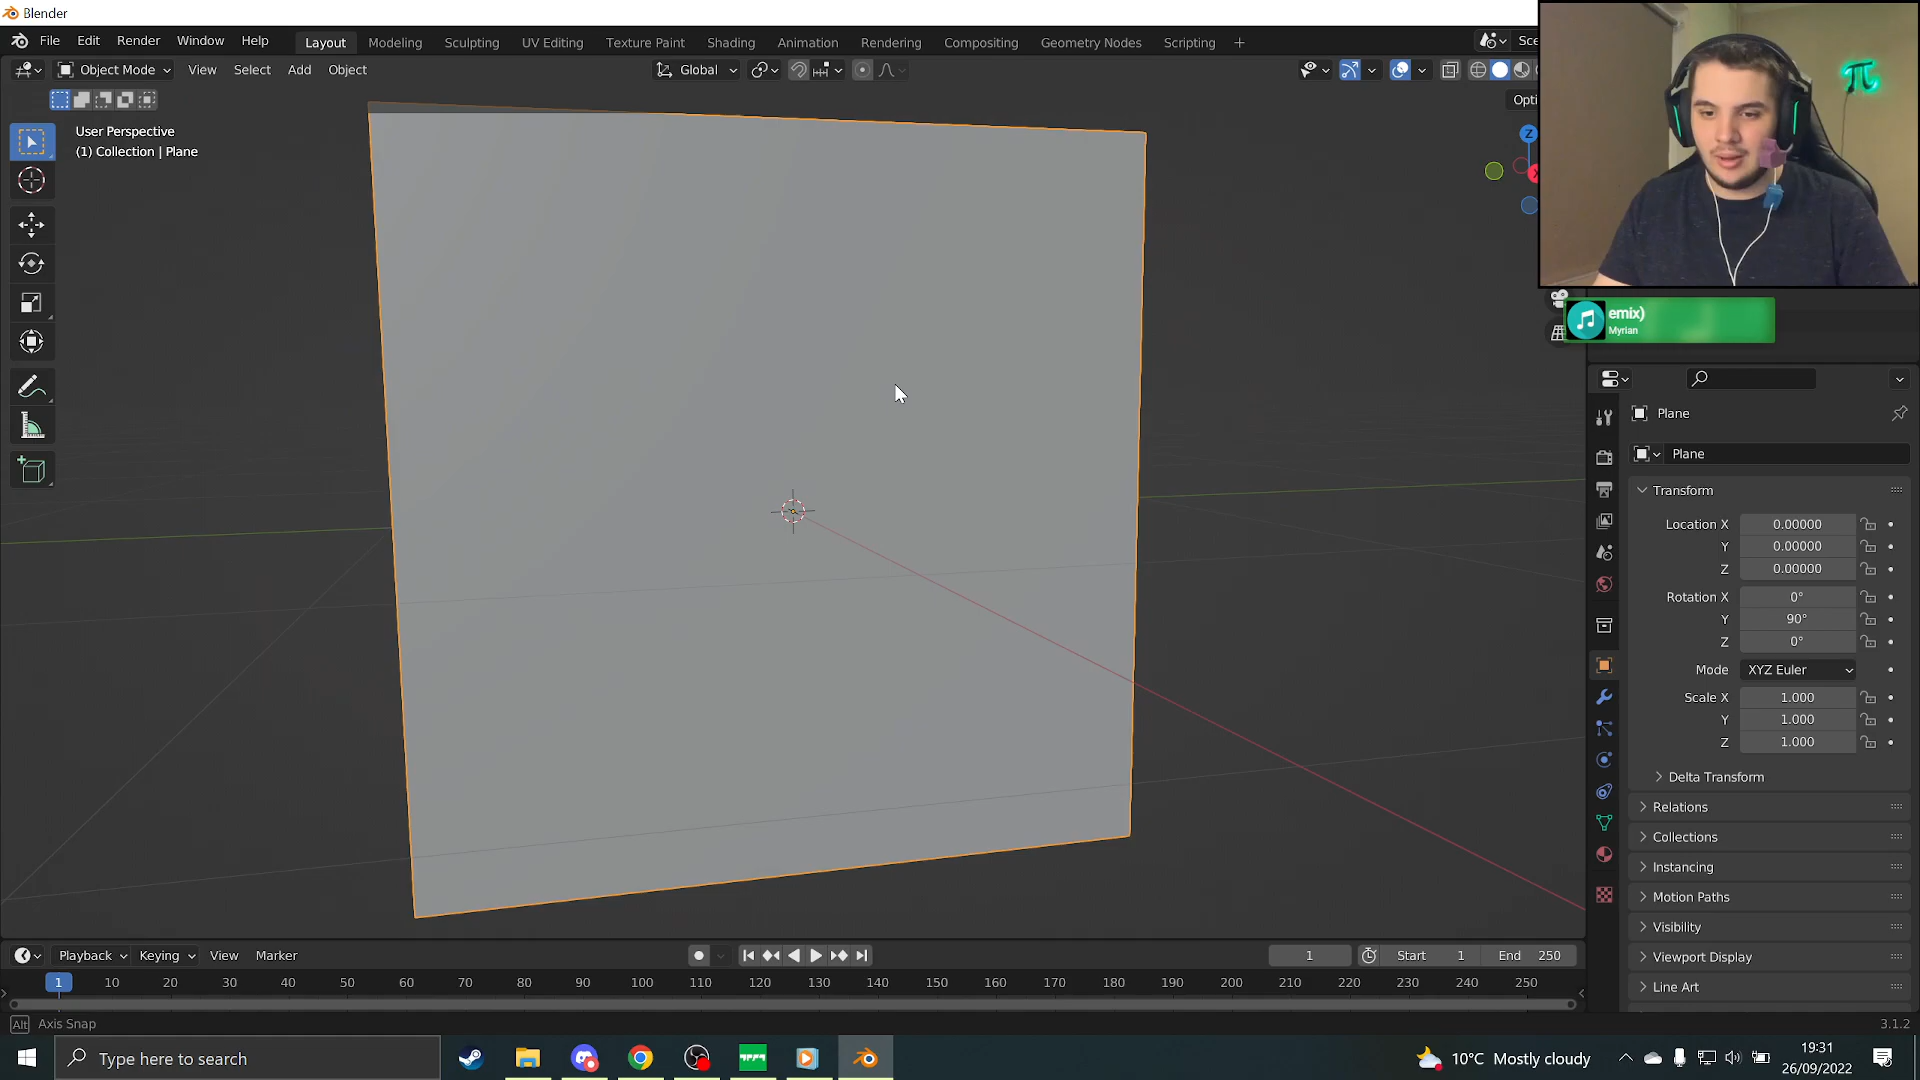 Blender
File Edit Render Window Help Layout Modeling Sculpting UV Editing Texture Paint Shading Animation Rendering Compositing Geometry Nodes Scripting + Sce
Object Mode View Select Add Object Global
Opti
User Perspective
(1) Collection | Plane
Z
X
emix)
Myrian
Plane
Plane
Transform
Location X 0.00000
Y 0.00000
Z 0.00000
Rotation X 0°
Y 90°
Z 0°
Mode XYZ Euler
Scale X 1.000
Y 1.000
Z 1.000
Delta Transform
Relations
Collections
Instancing
Motion Paths
Visibility
Viewport Display
Line Art
Playback Keying View Marker 1 Start 1 End 250
1 10 20 30 40 50 60 70 80 90 100 110 120 130 140 150 160 170 180 190 200 210 220 230 240 250
Alt Axis Snap 3.1.2
Type here to search 10°C Mostly cloudy 19:31
26/09/2022